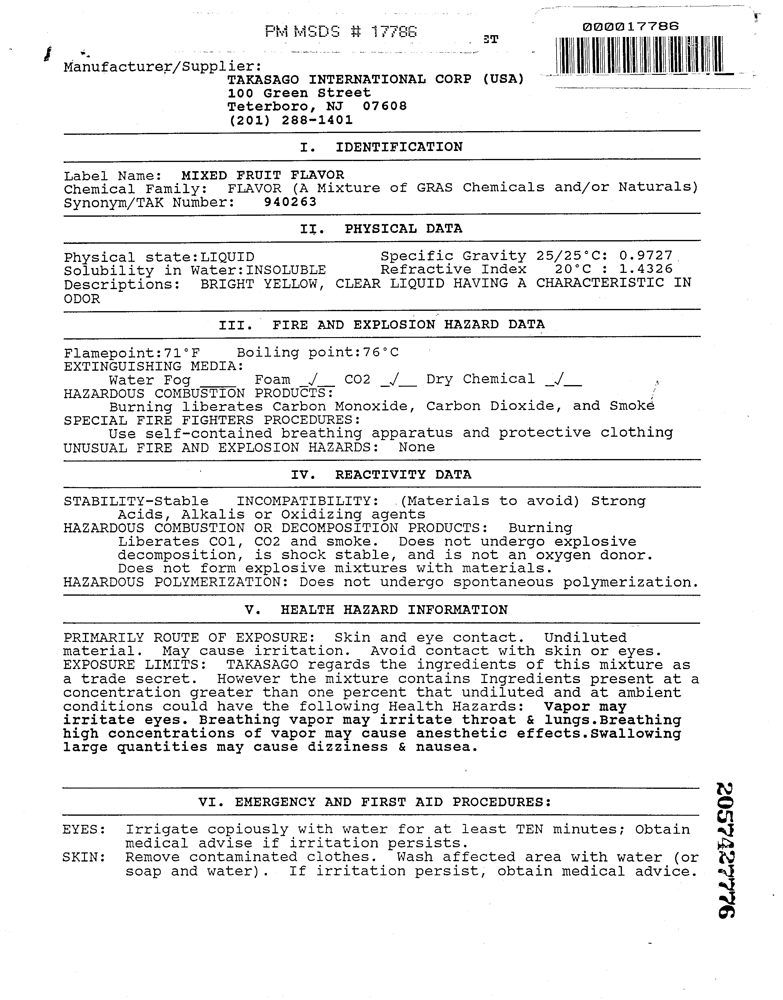 PM MSDS # 17786
ET
000017786
Manufacturer/Supplier:
TAKASAGO INTERNATIONAL CORP (USA)
100 Green Street
Teterboro, NJ 07608
(201) 288-1401
I. IDENTIFICATION
Label Name: MIXED FRUIT FLAVOR
Chemical Family: FLAVOR (A Mixture of GRAS Chemicals and/or Naturals)
Synonym/TAK Number: 940263
II. PHYSICAL DATA
Physical state:LIQUID Specific Gravity 25/25°C: 0.9727
Solubility in Water:INSOLUBLE Refractive Index 20°C : 1.4326
Descriptions: BRIGHT YELLOW, CLEAR LIQUID HAVING A CHARACTERISTIC IN
ODOR
III. FIRE AND EXPLOSION HAZARD DATA
Flamepoint:71°F Boiling point:76°C
EXTINGUISHING MEDIA:
Water Fog ____ Foam _/__ CO2 _/__ Dry Chemical _/__
HAZARDOUS COMBUSTION PRODUCTS:
Burning liberates Carbon Monoxide, Carbon Dioxide, and Smoke
SPECIAL FIRE FIGHTERS PROCEDURES:
Use self-contained breathing apparatus and protective clothing
UNUSUAL FIRE AND EXPLOSION HAZARDS: None
IV. REACTIVITY DATA
STABILITY-Stable INCOMPATIBILITY: (Materials to avoid) Strong
Acids, Alkalis or Oxidizing agents
HAZARDOUS COMBUSTION OR DECOMPOSITION PRODUCTS: Burning
Liberates CO1, CO2 and smoke. Does not undergo explosive
decomposition, is shock stable, and is not an oxygen donor.
Does not form explosive mixtures with materials.
HAZARDOUS POLYMERIZATION: Does not undergo spontaneous polymerization.
V. HEALTH HAZARD INFORMATION
PRIMARILY ROUTE OF EXPOSURE: Skin and eye contact. Undiluted
material. May cause irritation. Avoid contact with skin or eyes.
EXPOSURE LIMITS: TAKASAGO regards the ingredients of this mixture as
a trade secret. However the mixture contains Ingredients present at a
concentration greater than one percent that undiluted and at ambient
conditions could have the following Health Hazards: Vapor may
irritate eyes. Breathing vapor may irritate throat & lungs.Breathing
high concentrations of vapor may cause anesthetic effects.Swallowing
large quantities may cause dizziness & nausea.
VI. EMERGENCY AND FIRST AID PROCEDURES:
EYES: Irrigate copiously with water for at least TEN minutes; Obtain
medical advise if irritation persists.
SKIN: Remove contaminated clothes. Wash affected area with water (or
soap and water). If irritation persist, obtain medical advice.
2057427776